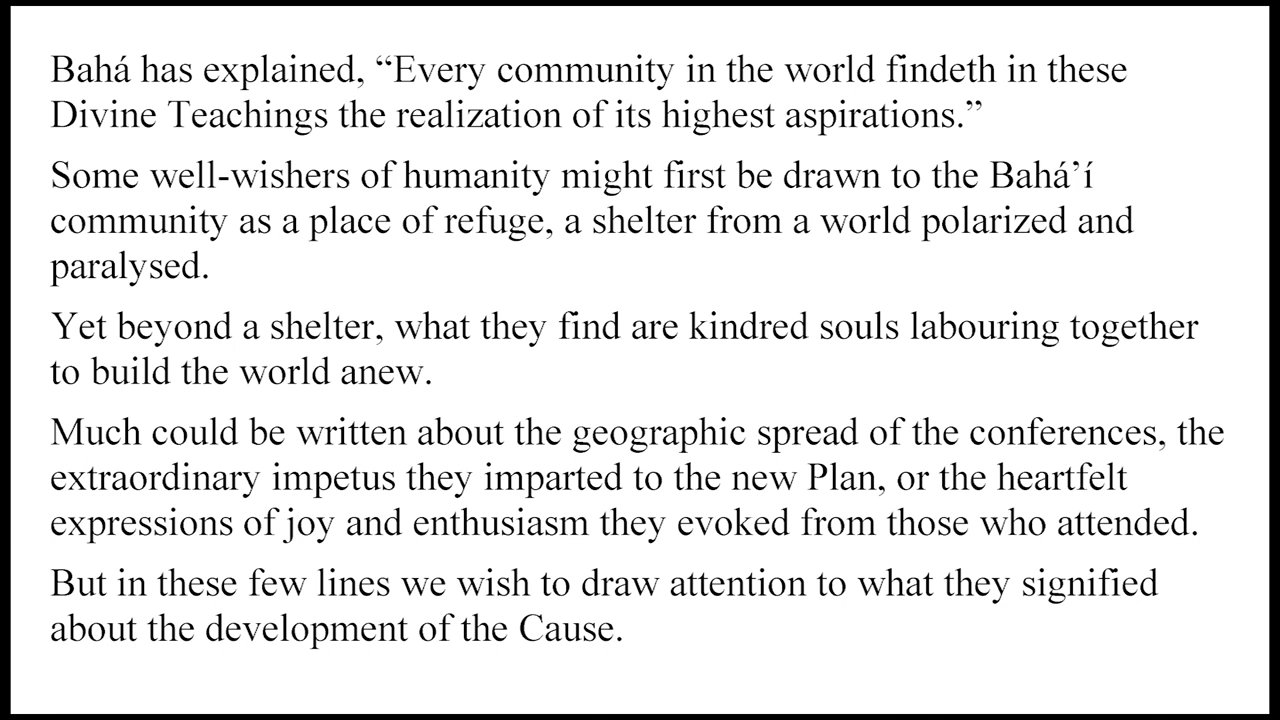 Bahá has explained, “Every community in the world findeth in these
Divine Teachings the realization of its highest aspirations.”
Some well-wishers of humanity might first be drawn to the Bahá’í
community as a place of refuge, a shelter from a world polarized and
paralysed.
Yet beyond a shelter, what they find are kindred souls labouring together
to build the world anew.
Much could be written about the geographic spread of the conferences, the
extraordinary impetus they imparted to the new Plan, or the heartfelt
expressions of joy and enthusiasm they evoked from those who attended.
But in these few lines we wish to draw attention to what they signified
about the development of the Cause.